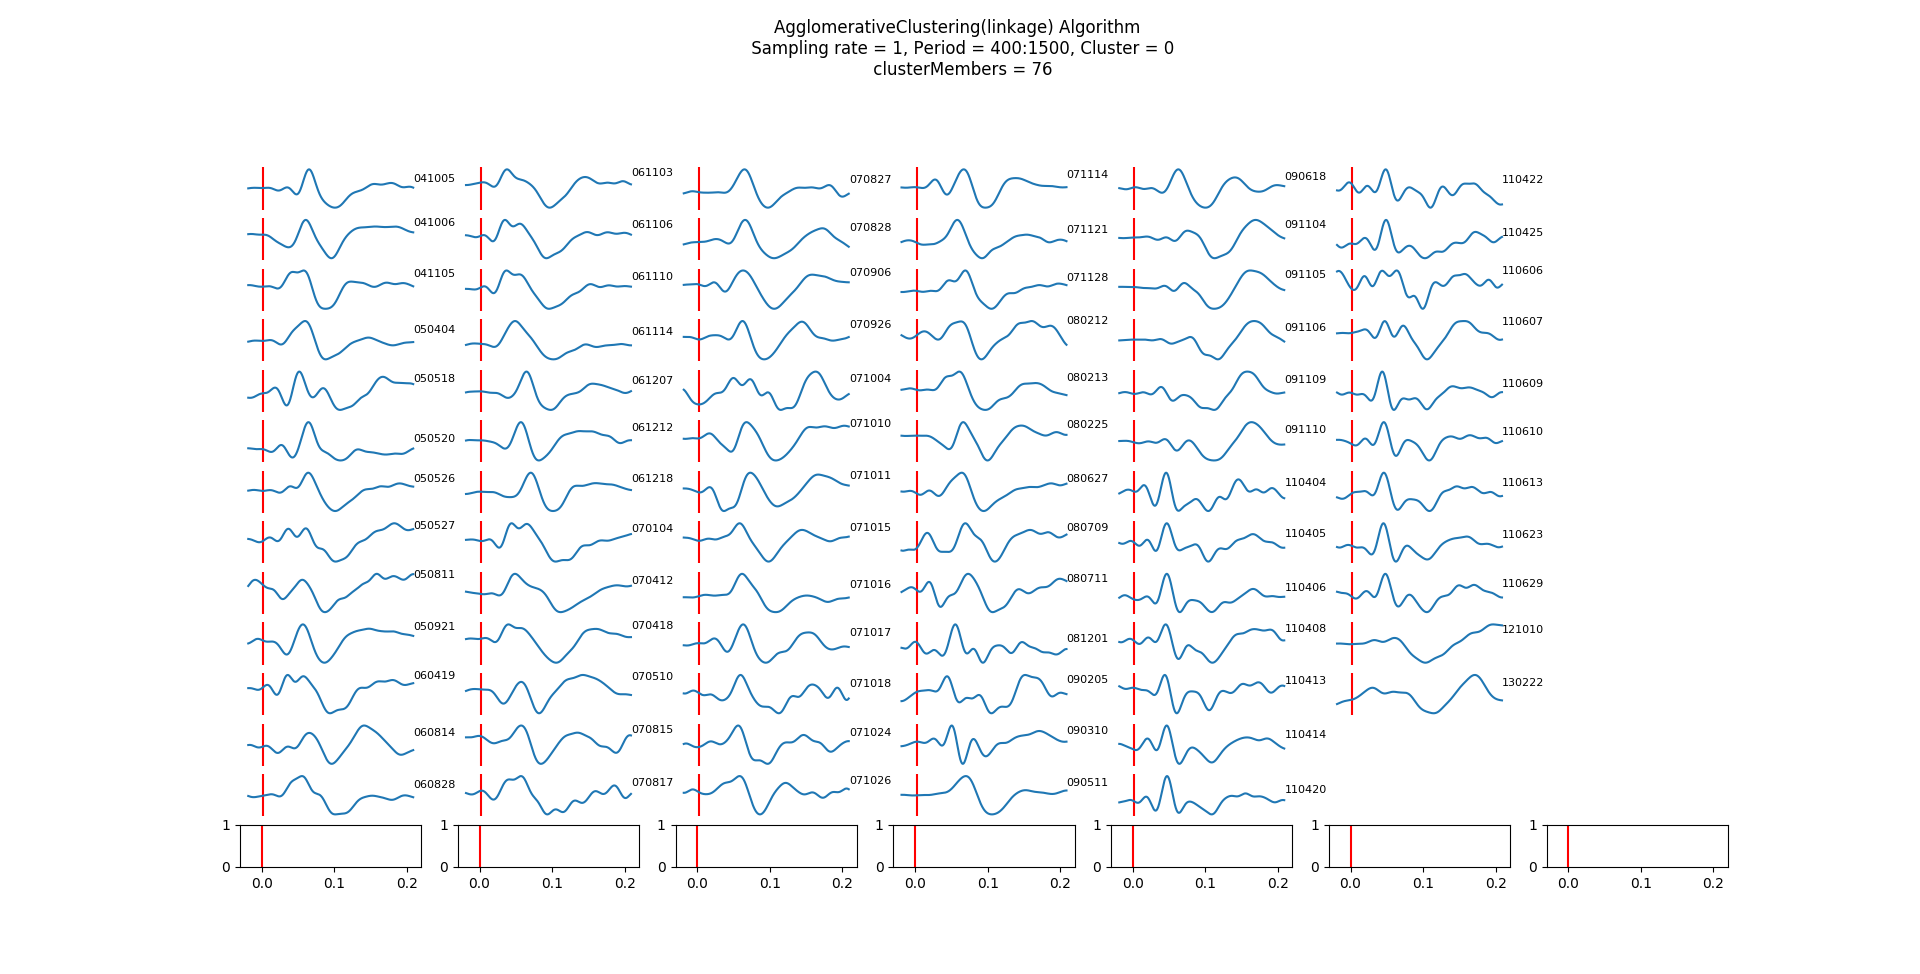 AgglomerativeClustering(linkage) Algorithm
Sampling rate = 1, Period = 400:1500, Cluster = 0
clusterMembers = 76
041005 061103 070827 071114 090618 110422
041006 061106 070828 071121 091104 110425
041105 061110 070906 071128 091105 110606
050404 061114 070926 080212 091106 110607
050518 061207 071004 080213 091109 110609
050520 061212 071010 080225 091110 110610
050526 061218 071011 080627 110404 110613
050527 070104 071015 080709 110405 110623
050811 070412 071016 080711 110406 110629
050921 070418 071017 081201 110408 121010
060419 070510 071018 090205 110413 130222
060814 070815 071024 090310 110414
060828 070817 071026 090511 110420
1 1 1 1 1 1 1
0 0 0 0 0 0 0
0.0 0.1 0.2 0.0 0.1 0.2 0.0 0.1 0.2 0.0 0.1 0.2 0.0 0.1 0.2 0.0 0.1 0.2 0.0 0.1 0.2